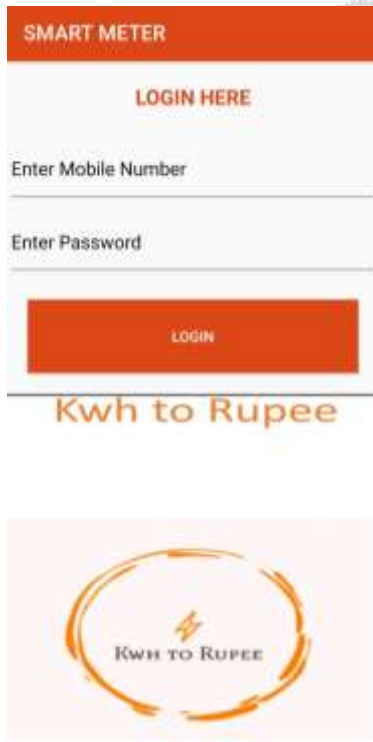 SMART METER
LOGIN HERE
Enter Mobile Number
Enter Password
LOGIN
Kwh to Rupee
KWH TO RUPEE